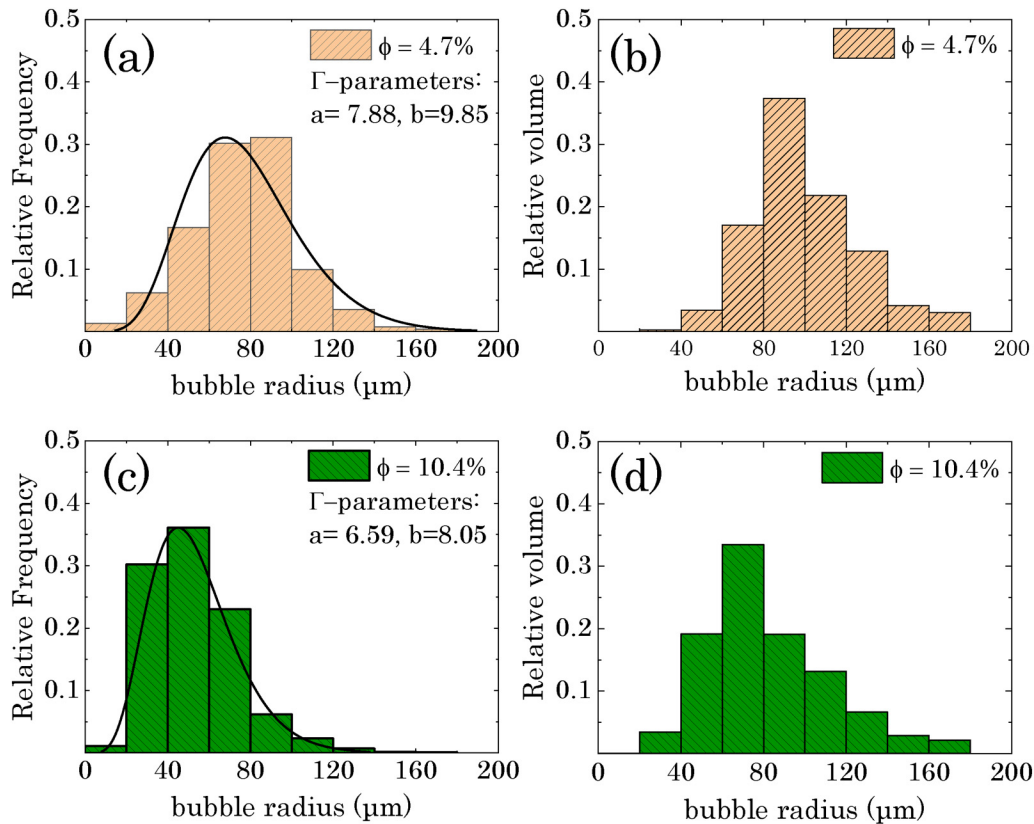 (a)
ϕ = 4.7%
Γ–parameters:
a= 7.88, b=9.85
0.5
0.4
0.3
0.2
0.1
Relative Frequency
0 40 80 120 160 200
bubble radius (μm)
(b)
ϕ = 4.7%
0.5
0.4
0.3
0.2
0.1
Relative volume
0 40 80 120 160 200
bubble radius (μm)
(c)
ϕ = 10.4%
Γ–parameters:
a= 6.59, b=8.05
0.5
0.4
0.3
0.2
0.1
Relative Frequency
0 40 80 120 160 200
bubble radius (μm)
(d)
ϕ = 10.4%
0.5
0.4
0.3
0.2
0.1
Relative volume
0 40 80 120 160 200
bubble radius (μm)